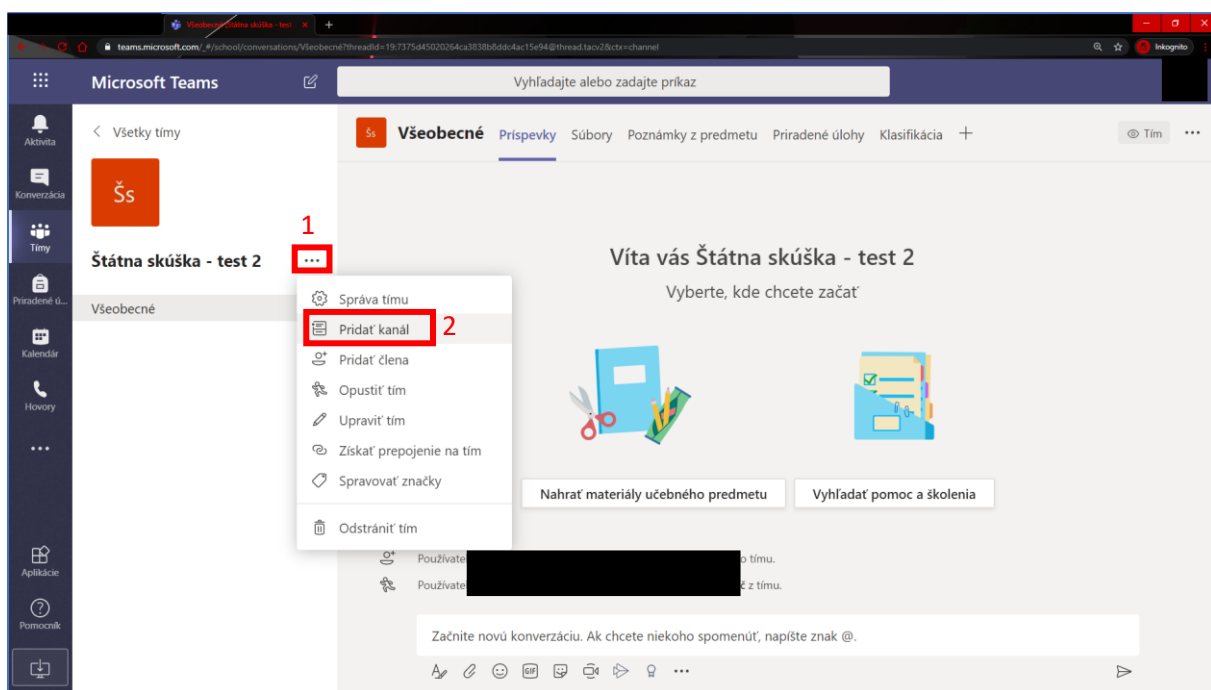 Všeobecné (Štátna skúška - test
teams.microsoft.com/_#/school/conversations/Všeobecné?threadId=19:7375d45020264ca3838b8ddc4ac15e94@thread.tacv2&ctx=channel
Inkognito
Microsoft Teams
Vyhľadajte alebo zadajte príkaz
Aktivita
Konverzácia
Tímy
Priradené ú...
Kalendár
Hovory
Aplikácie
Pomocník
Všetky tímy
Šs
1
Štátna skúška - test 2
Všeobecné
Správa tímu
Pridať kanál
2
Pridať člena
Opustiť tím
Upraviť tím
Získať prepojenie na tím
Spravovať značky
Odstrániť tím
Šs Všeobecné Príspevky Súbory Poznámky z predmetu Priradené úlohy Klasifikácia
Tím
Víta vás Štátna skúška - test 2
Vyberte, kde chcete začať
Nahrať materiály učebného predmetu
Vyhľadať pomoc a školenia
Používate o tímu.
Používate č z tímu.
Začnite novú konverzáciu. Ak chcete niekoho spomenúť, napíšte znak @.
GIF